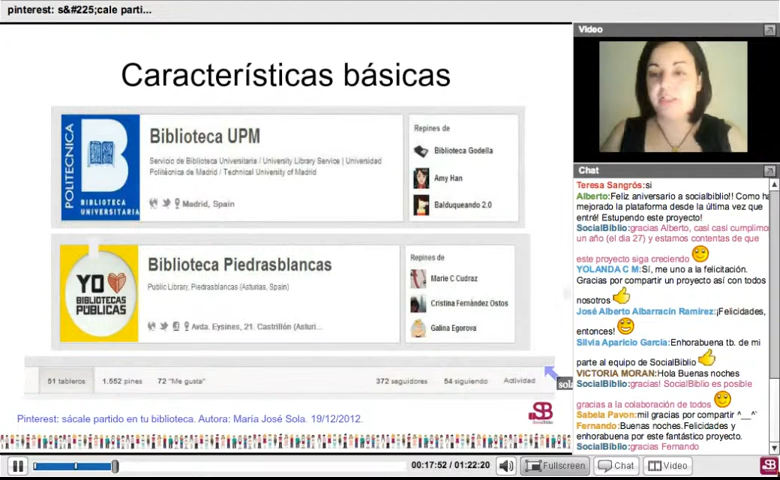 pinterest: s&#225;cale parti...
Características básicas
POLITECNICA
B
BIBLIOTECA
UNIVERSITARIA
Biblioteca UPM
Servicio de Biblioteca Universitaria / University Library Service | Universidad
Politécnica de Madrid / Technical University of Madrid
Madrid, Spain
Repines de
Biblioteca Godella
Amy Han
Balduqueando 2.0
YO
BIBLIOTECAS
PÚBLICAS
Biblioteca Piedrasblancas
Public Library, Piedrasblancas (Asturias, Spain)
Avda. Eysines, 21. Castrillón (Asturi...
Repines de
Marie C Cudraz
Cristina Fernández Ostos
Galina Egorova
51 tableros 1.552 pines 72 "Me gusta" 372 seguidores 54 siguiendo Actividad
sola
Pinterest: sácale partido en tu biblioteca. Autora: María José Sola. 19/12/2012.
SB
Video
Chat
Teresa Sangrós: si
Alberto: Feliz aniversario a socialbiblio!! Como ha
mejorado la plataforma desde la última vez que
entré! Estupendo este proyecto!
SocialBiblio: gracias Alberto, casi casi cumplimos
un año (el dia 27) y estamos contentas de que
este proyecto siga creciendo
YOLANDA C M: Sí, me uno a la felicitación.
Gracias por compartir un proyecto así con todos
nosotros
José Alberto Albarracin Ramírez: ¡Felicidades,
entonces!
Silvia Aparicio García: Enhorabuena tb. de mi
parte al equipo de SocialBiblio
VICTORIA MORAN: Hola Buenas noches
SocialBiblio: gracias! SocialBiblio es posible
gracias a la colaboración de todos
Sabela Pavon: mil gracias por compartir ^__^
Fernando: Buenas noches.Felicidades y
enhorabuena por este fantástico proyecto.
SocialBiblio: gracias Fernando
00:17:52 / 01:22:20
Fullscreen
Chat
Video
SB